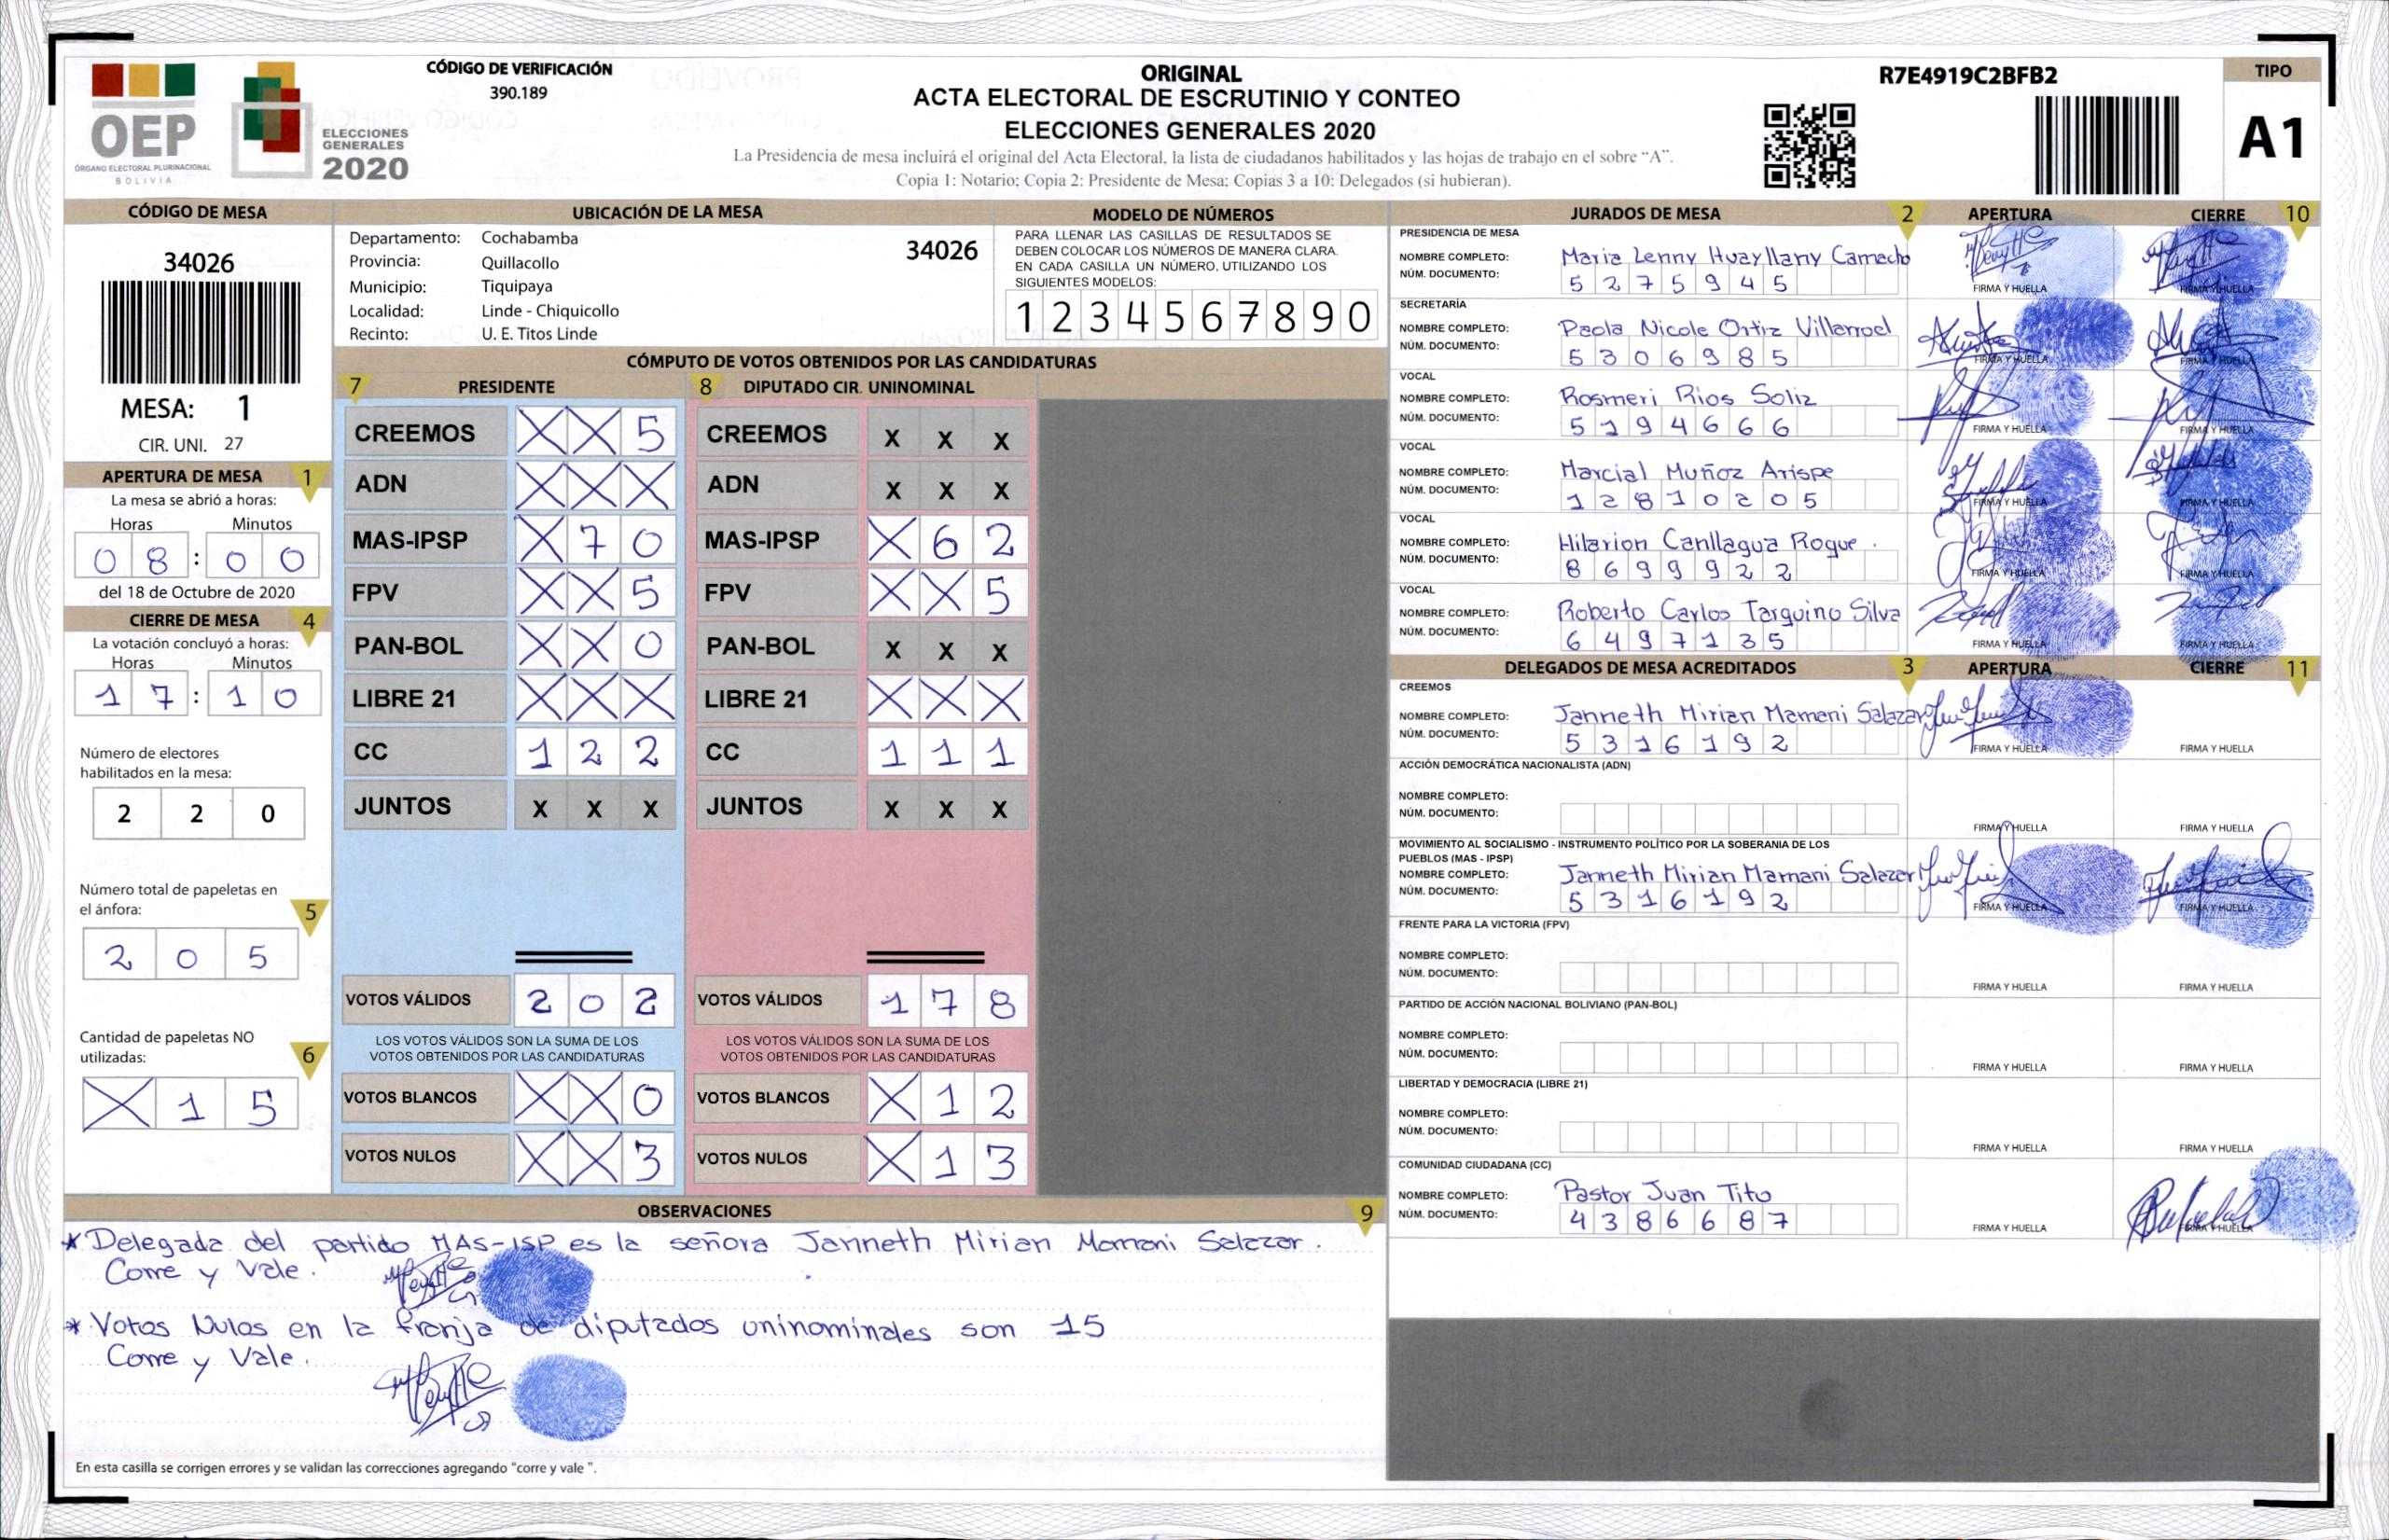 OEP
ÓRGANO ELECTORAL PLURINACIONAL
BOLIVIA
ELECCIONES
GENERALES
2020
CÓDIGO DE VERIFICACIÓN
390.189
ORIGINAL
ACTA ELECTORAL DE ESCRUTINIO Y CONTEO
ELECCIONES GENERALES 2020
La Presidencia de mesa incluirá el original del Acta Electoral, la lista de ciudadanos habilitados y las hojas de trabajo en el sobre “A”.
Copia 1: Notario; Copia 2: Presidente de Mesa; Copias 3 a 10: Delegados (si hubieran).
R7E4919C2BFB2
TIPO
A1
CÓDIGO DE MESA
34026
MESA: 1
CIR. UNI. 27
APERTURA DE MESA 1
La mesa se abrió a horas:
Horas Minutos
0 8 : 0 0
del 18 de Octubre de 2020
CIERRE DE MESA 4
La votación concluyó a horas:
Horas Minutos
1 7 : 1 0
Número de electores
habilitados en la mesa:
2 2 0
Número total de papeletas en
el ánfora: 5
2 0 5
Cantidad de papeletas NO
utilizadas: 6
X 1 5
UBICACIÓN DE LA MESA
Departamento: Cochabamba 34026
Provincia: Quillacollo
Municipio: Tiquipaya
Localidad: Linde - Chiquicollo
Recinto: U. E. Titos Linde
MODELO DE NÚMEROS
PARA LLENAR LAS CASILLAS DE RESULTADOS SE
DEBEN COLOCAR LOS NÚMEROS DE MANERA CLARA.
EN CADA CASILLA UN NÚMERO, UTILIZANDO LOS
SIGUIENTES MODELOS:
1 2 3 4 5 6 7 8 9 0
CÓMPUTO DE VOTOS OBTENIDOS POR LAS CANDIDATURAS
7 PRESIDENTE
CREEMOS X X 5
ADN X X X
MAS-IPSP X 7 0
FPV X X 5
PAN-BOL X X 0
LIBRE 21 X X X
CC 1 2 2
JUNTOS X X X
VOTOS VÁLIDOS 2 0 2
LOS VOTOS VÁLIDOS SON LA SUMA DE LOS
VOTOS OBTENIDOS POR LAS CANDIDATURAS
VOTOS BLANCOS X X 0
VOTOS NULOS X X 3
8 DIPUTADO CIR. UNINOMINAL
CREEMOS X X X
ADN X X X
MAS-IPSP X 6 2
FPV X X 5
PAN-BOL X X X
LIBRE 21 X X X
CC 1 1 1
JUNTOS X X X
VOTOS VÁLIDOS 1 7 8
LOS VOTOS VÁLIDOS SON LA SUMA DE LOS
VOTOS OBTENIDOS POR LAS CANDIDATURAS
VOTOS BLANCOS X 1 2
VOTOS NULOS X 1 3
OBSERVACIONES 9
* Delegada del partido MAS-ISP es la señora Janneth Mirian Mamani Salazar.
Corre y Vale.
* Votos Nulos en la franja de diputados uninominales son 15
Corre y Vale.
En esta casilla se corrigen errores y se validan las correcciones agregando "corre y vale ".
JURADOS DE MESA 2 APERTURA CIERRE 10
PRESIDENCIA DE MESA
NOMBRE COMPLETO: Maria Lenny Huayllany Camacho
NÚM. DOCUMENTO: 5 2 7 5 9 4 5
FIRMA Y HUELLA FIRMA Y HUELLA
SECRETARÍA
NOMBRE COMPLETO: Paola Nicole Ortiz Villarroel
NÚM. DOCUMENTO: 5 3 0 6 9 8 5
FIRMA Y HUELLA FIRMA Y HUELLA
VOCAL
NOMBRE COMPLETO: Rosmeri Rios Soliz
NÚM. DOCUMENTO: 5 1 9 4 6 6 6
FIRMA Y HUELLA FIRMA Y HUELLA
VOCAL
NOMBRE COMPLETO: Marcial Muñoz Arispe
NÚM. DOCUMENTO: 1 2 8 1 0 2 0 5
FIRMA Y HUELLA FIRMA Y HUELLA
VOCAL
NOMBRE COMPLETO: Hilarion Canllagua Roque.
NÚM. DOCUMENTO: 8 6 9 9 9 2 2
FIRMA Y HUELLA FIRMA Y HUELLA
VOCAL
NOMBRE COMPLETO: Roberto Carlos Tarquino Silva
NÚM. DOCUMENTO: 6 4 9 7 1 3 5
FIRMA Y HUELLA FIRMA Y HUELLA
DELEGADOS DE MESA ACREDITADOS 3 APERTURA CIERRE 11
CREEMOS
NOMBRE COMPLETO: Janneth Mirian Mamani Salazar
NÚM. DOCUMENTO: 5 3 1 6 1 9 2
FIRMA Y HUELLA FIRMA Y HUELLA
ACCIÓN DEMOCRÁTICA NACIONALISTA (ADN)
NOMBRE COMPLETO:
NÚM. DOCUMENTO:
FIRMA Y HUELLA FIRMA Y HUELLA
MOVIMIENTO AL SOCIALISMO - INSTRUMENTO POLÍTICO POR LA SOBERANIA DE LOS
PUEBLOS (MAS - IPSP)
NOMBRE COMPLETO: Janneth Mirian Mamani Salazar
NÚM. DOCUMENTO: 5 3 1 6 1 9 2
FIRMA Y HUELLA FIRMA Y HUELLA
FRENTE PARA LA VICTORIA (FPV)
NOMBRE COMPLETO:
NÚM. DOCUMENTO:
FIRMA Y HUELLA FIRMA Y HUELLA
PARTIDO DE ACCIÓN NACIONAL BOLIVIANO (PAN-BOL)
NOMBRE COMPLETO:
NÚM. DOCUMENTO:
FIRMA Y HUELLA FIRMA Y HUELLA
LIBERTAD Y DEMOCRACIA (LIBRE 21)
NOMBRE COMPLETO:
NÚM. DOCUMENTO:
FIRMA Y HUELLA FIRMA Y HUELLA
COMUNIDAD CIUDADANA (CC)
NOMBRE COMPLETO: Pastor Juan Tito
NÚM. DOCUMENTO: 4 3 8 6 6 8 7
FIRMA Y HUELLA FIRMA Y HUELLA